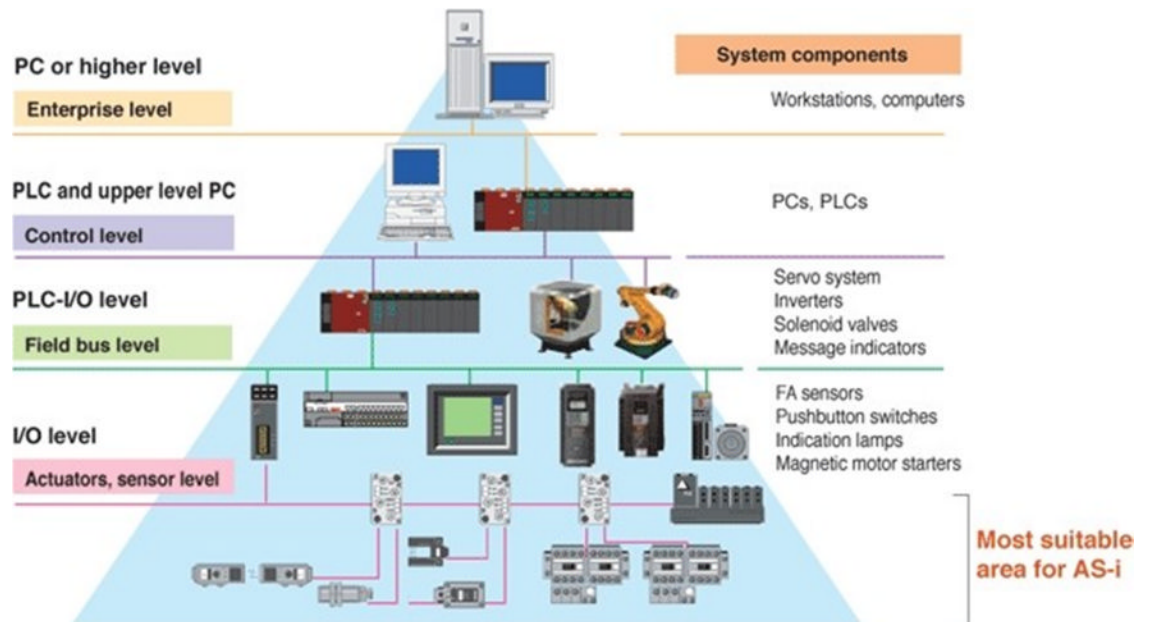 PC or higher level
Enterprise level
System components
Workstations, computers
PLC and upper level PC
Control level
PCs, PLCs
PLC-I/O level
Field bus level
Servo system
Inverters
Solenoid valves
Message indicators
I/O level
Actuators, sensor level
FA sensors
Pushbutton switches
Indication lamps
Magnetic motor starters
Most suitable
area for AS-i